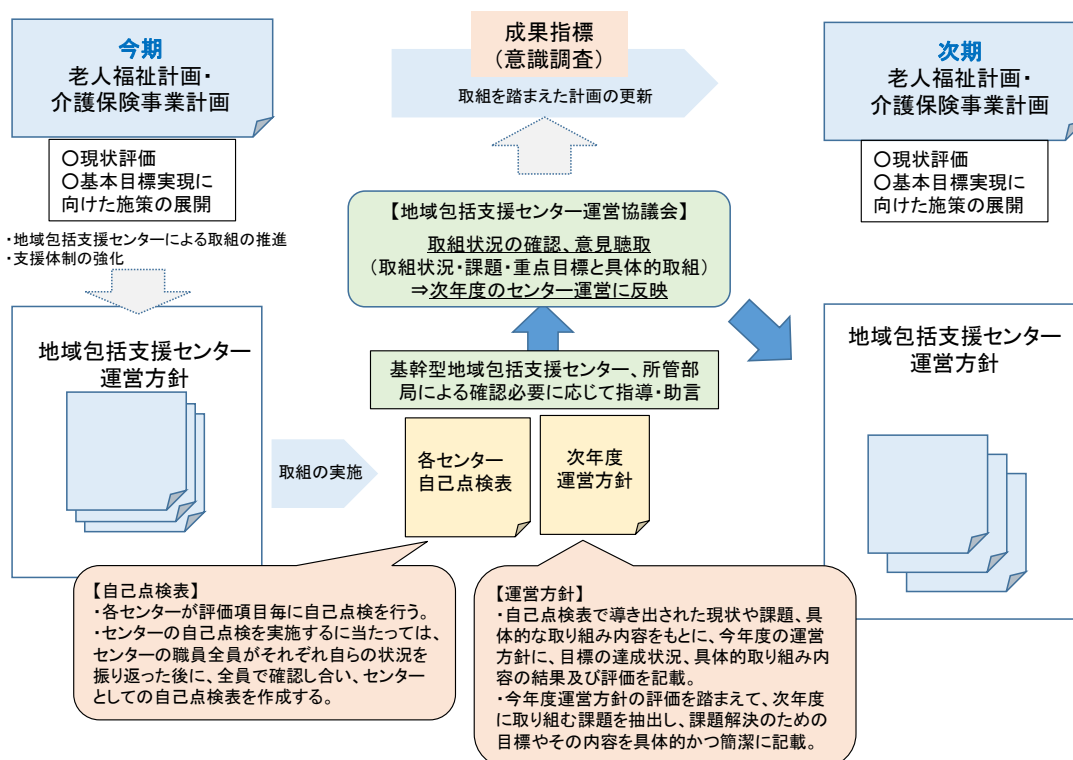 今期
老人福祉計画・
介護保険事業計画
〇現状評価
〇基本目標実現に
向けた施策の展開
・地域包括支援センターによる取組の推進
・支援体制の強化
地域包括支援センター
運営方針
取組の実施
成果指標
(意識調査)
取組を踏まえた計画の更新
【地域包括支援センター運営協議会】
取組状況の確認、意見聴取
(取組状況・課題・重点目標と具体的取組)
⇒次年度のセンター運営に反映
基幹型地域包括支援センター、所管部
局による確認必要に応じて指導・助言
各センター
自己点検表
次年度
運営方針
次期
老人福祉計画・
介護保険事業計画
〇現状評価
〇基本目標実現に
向けた施策の展開
地域包括支援センター
運営方針
【自己点検表】
・各センターが評価項目毎に自己点検を行う。
・センターの自己点検を実施するに当たっては、
センターの職員全員がそれぞれ自らの状況を
振り返った後に、全員で確認し合い、センター
としての自己点検表を作成する。
【運営方針】
・自己点検表で導き出された現状や課題、具
体的な取り組み内容をもとに、今年度の運営
方針に、目標の達成状況、具体的取り組み内
容の結果及び評価を記載。
・今年度運営方針の評価を踏まえて、次年度
に取り組む課題を抽出し、課題解決のための
目標やその内容を具体的かつ簡潔に記載。